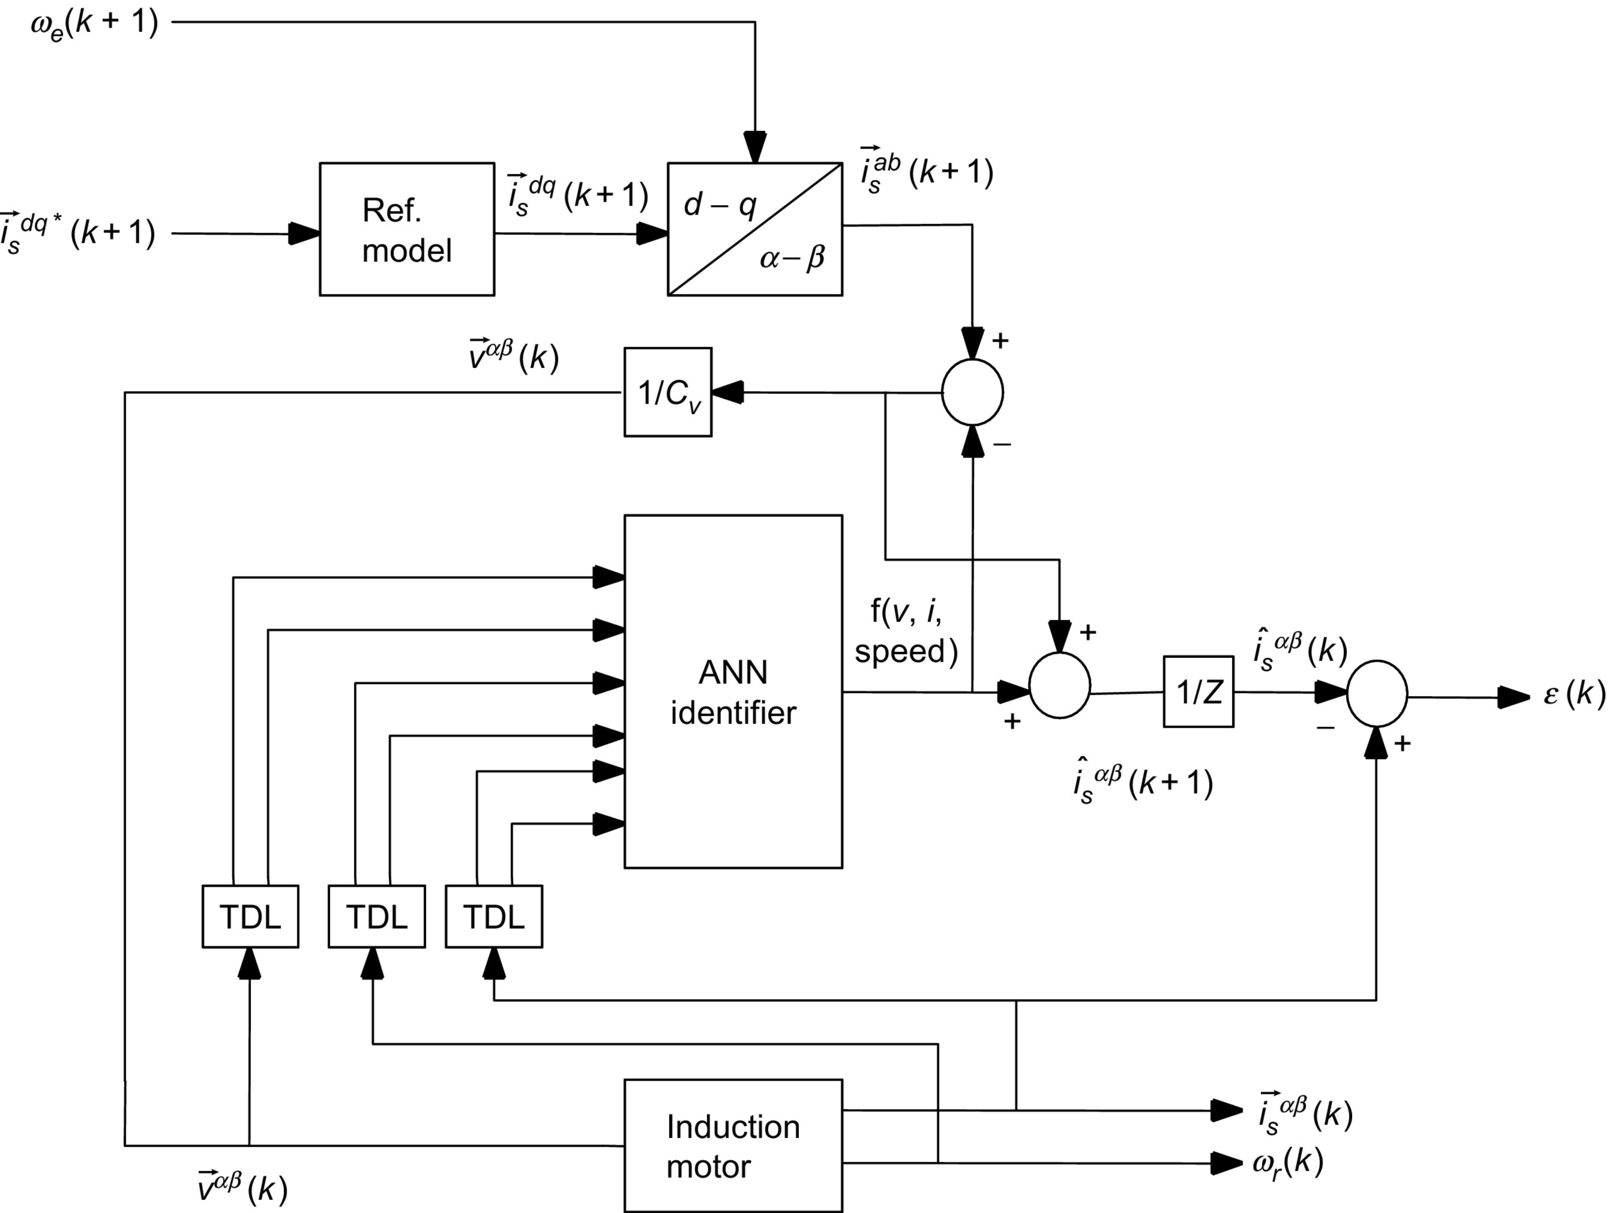 ωe(k + 1)
i⃗s^dq* (k + 1)
Ref.
model
i⃗s^dq (k + 1)
d – q
α – β
i⃗s^ab (k + 1)
+
v⃗^αβ (k)
1/Cv
–
ANN
identifier
f(v, i,
speed)
+
+
îs^αβ (k + 1)
1/Z
îs^αβ (k)
–
+
ε (k)
TDL
TDL
TDL
Induction
motor
i⃗s^αβ (k)
ωr(k)
v⃗^αβ (k)